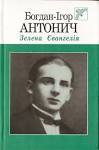 Богдан-Ігор
АНТОНИЧ
Зелена Євангелія